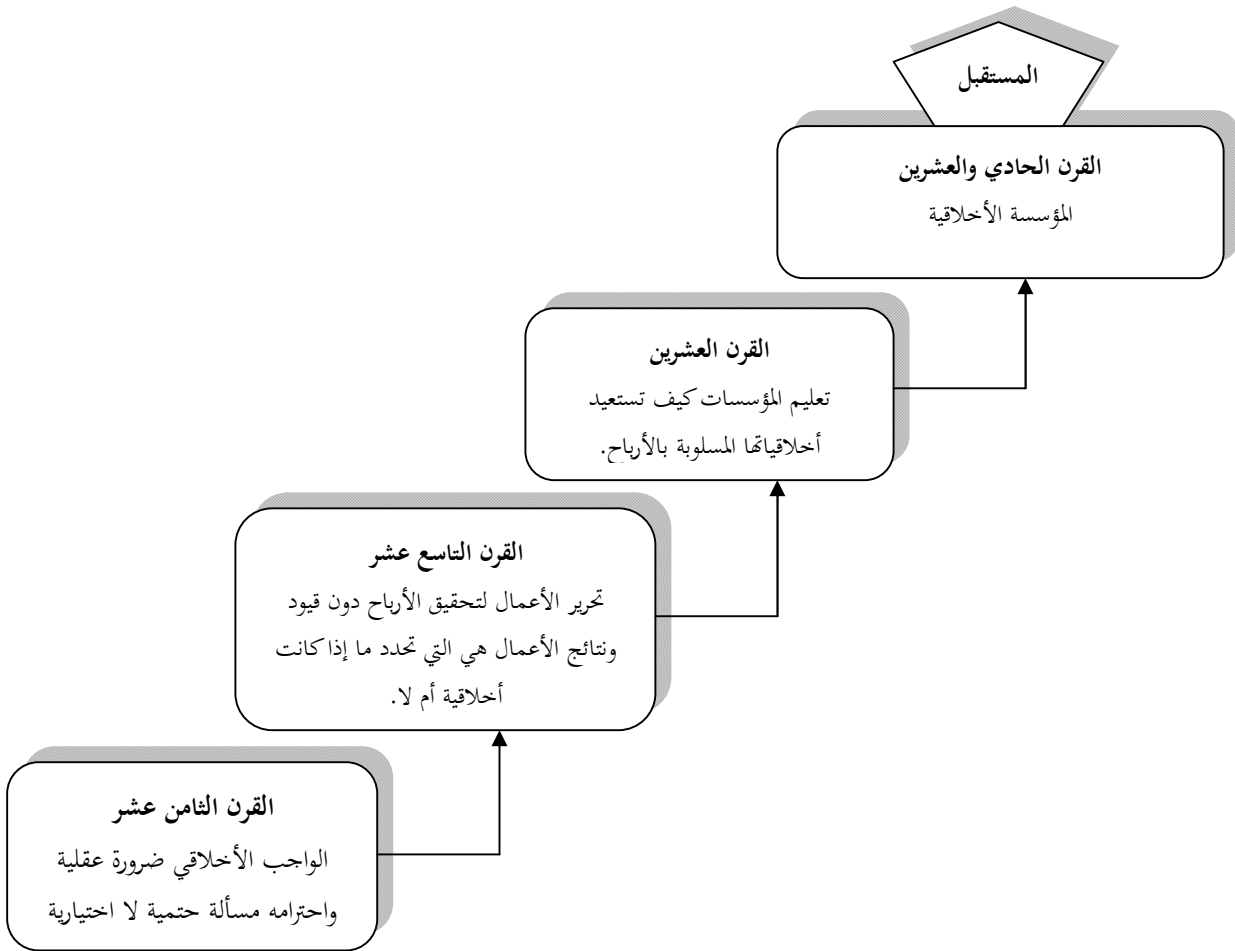 المستقبل
القرن الحادي والعشرين
المؤسسة الأخلاقية
القرن العشرين
تعليم المؤسسات كيف تستعيد
أخلاقياتها المسلوبة بالأرباح.
القرن التاسع عشر
تحرير الأعمال لتحقيق الأرباح دون قيود
ونتائج الأعمال هي التي تحدد ما إذا كانت
أخلاقية أم لا.
القرن الثامن عشر
الواجب الأخلاقي ضرورة عقلية
واحترامه مسألة حتمية لا اختيارية